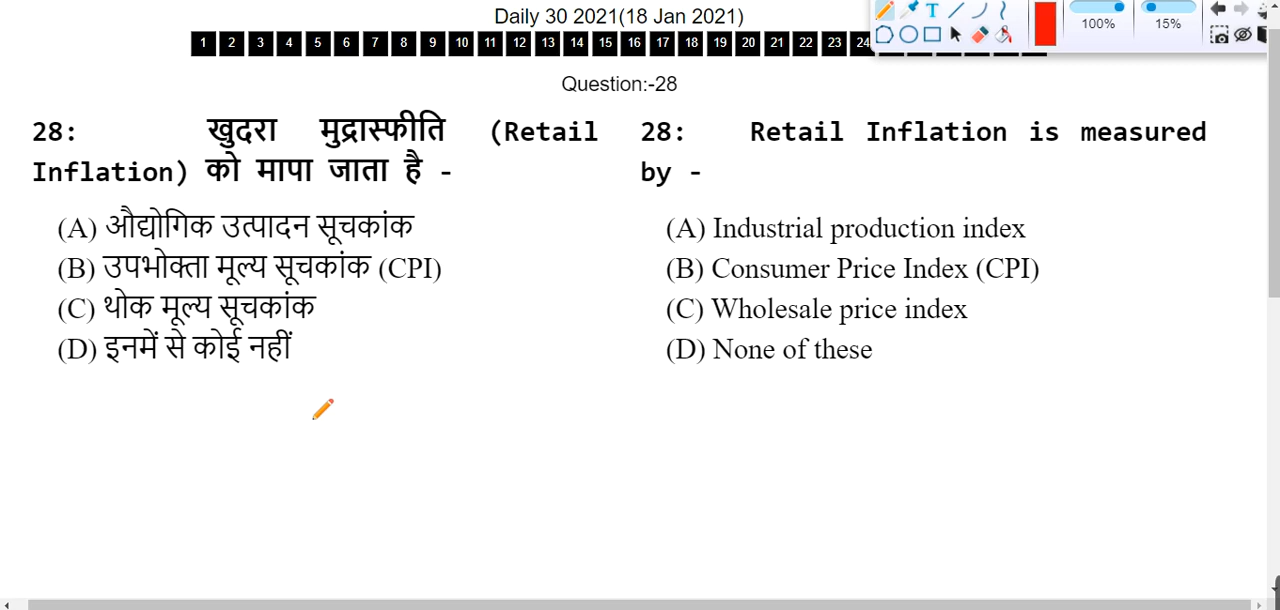 Daily 30 2021(18 Jan 2021)
1 2 3 4 5 6 7 8 9 10 11 12 13 14 15 16 17 18 19 20 21 22 23 24
100% 15%
Question:-28
28: खुदरा मुद्रास्फीति (Retail
Inflation) को मापा जाता है -
(A) औद्योगिक उत्पादन सूचकांक
(B) उपभोक्ता मूल्य सूचकांक (CPI)
(C) थोक मूल्य सूचकांक
(D) इनमें से कोई नहीं
28: Retail Inflation is measured
by -
(A) Industrial production index
(B) Consumer Price Index (CPI)
(C) Wholesale price index
(D) None of these